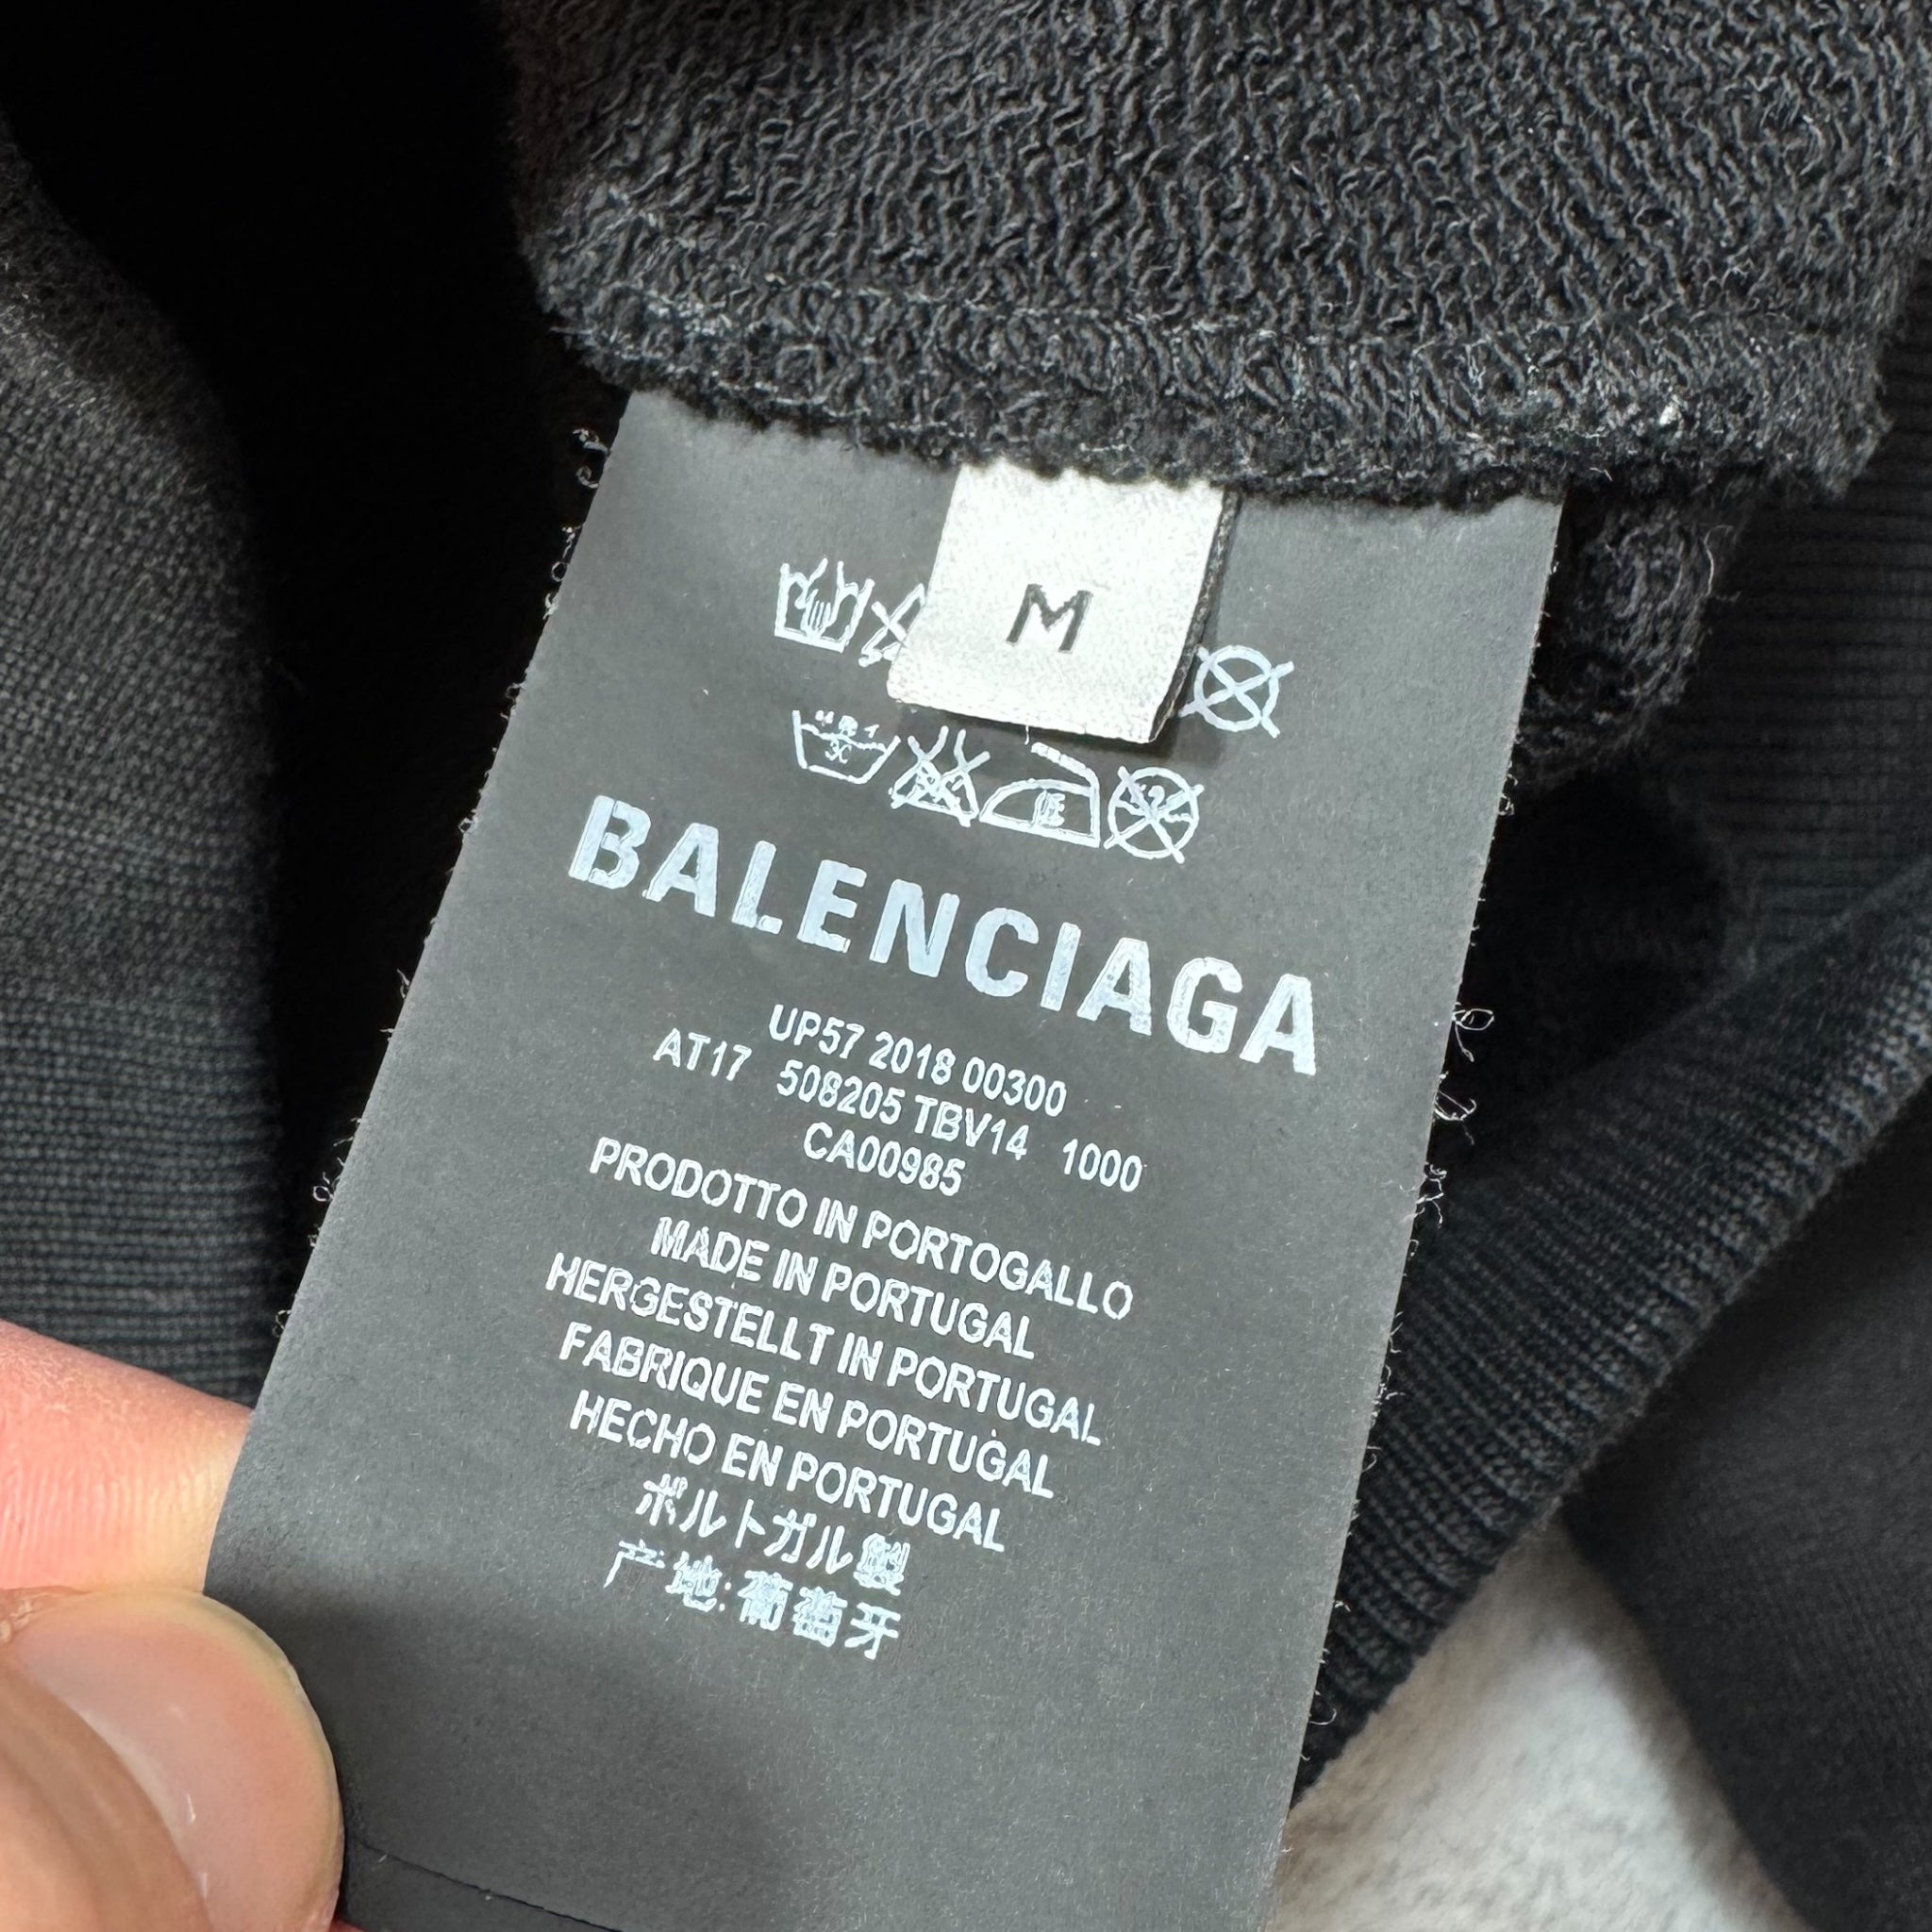 M
BALENCIAGA
UP57 2018 00300
AT17 508205 TBV14 1000
CA00985
PRODOTTO IN PORTOGALLO
MADE IN PORTUGAL
HERGESTELLT IN PORTUGAL
FABRIQUE EN PORTUGAL
HECHO EN PORTUGAL
ポルトガル製
产地:葡萄牙